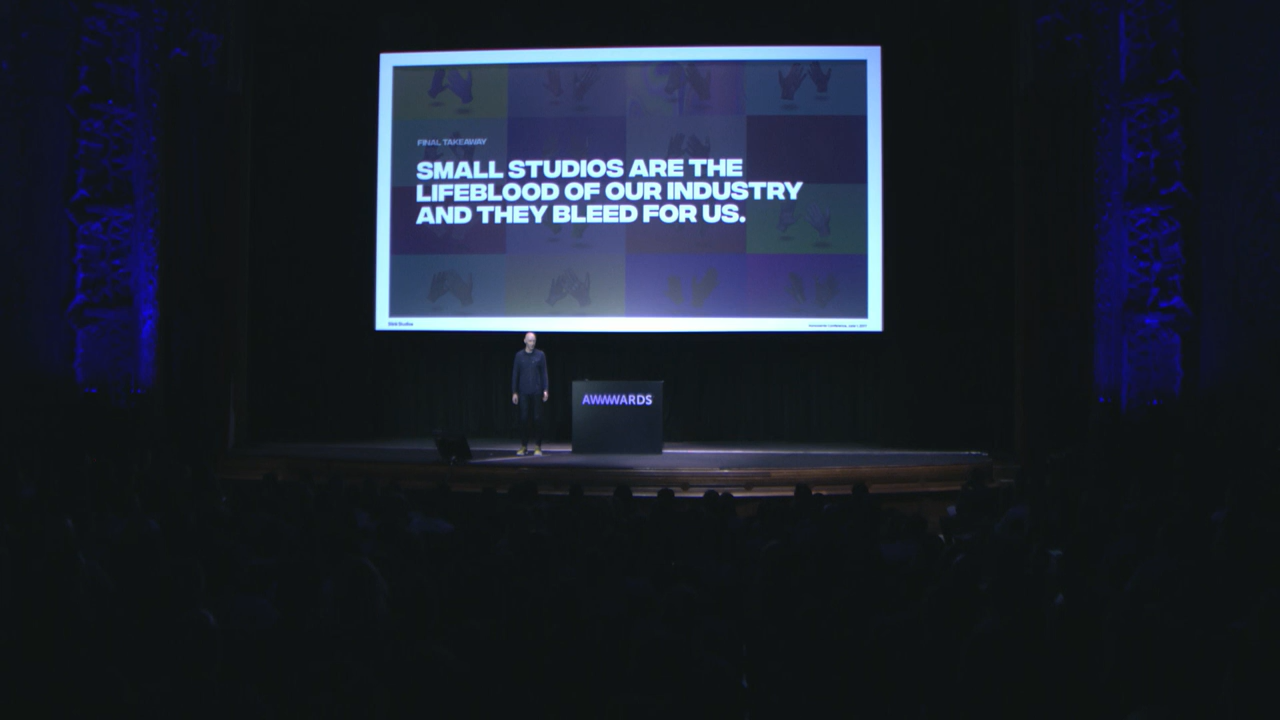 FINAL TAKEAWAY
SMALL STUDIOS ARE THE
LIFEBLOOD OF OUR INDUSTRY
AND THEY BLEED FOR US.
AWWWARDS